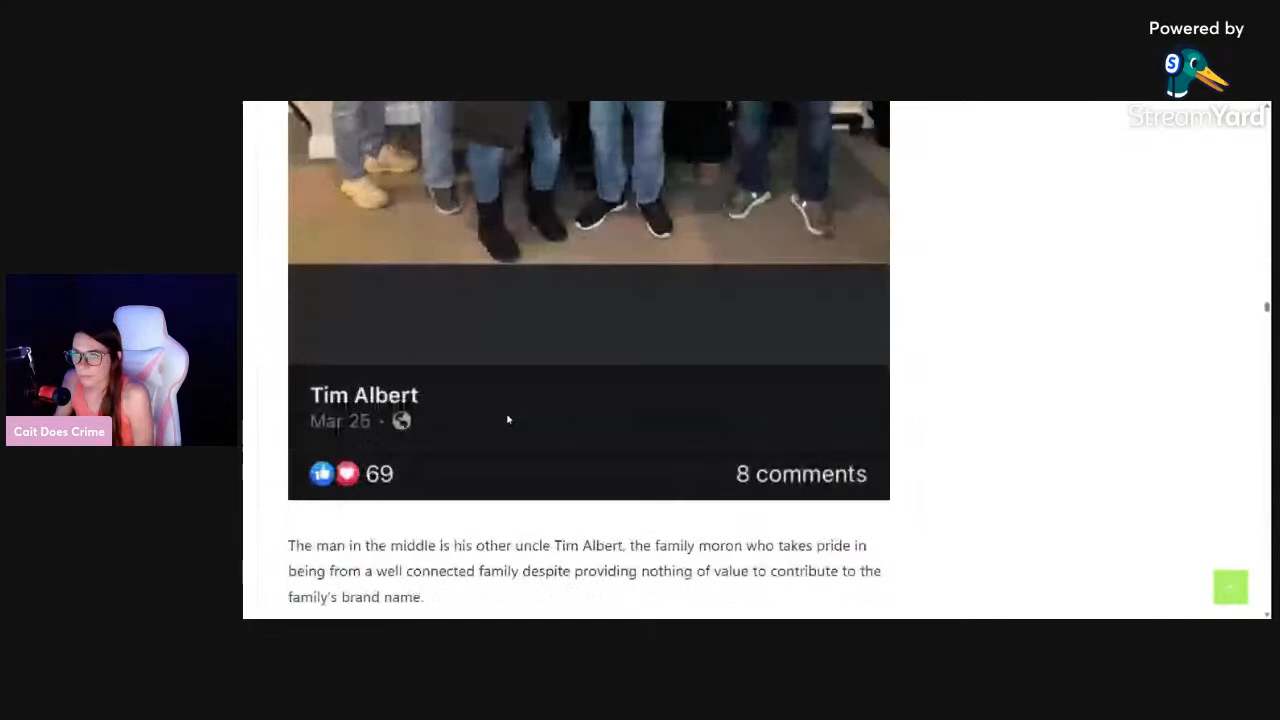 Powered by
S
StreamYard
Tim Albert
Mar 25 ·
69
8 comments
Cait Does Crime
The man in the middle is his other uncle Tim Albert, the family moron who takes pride in
being from a well connected family despite providing nothing of value to contribute to the
family's brand name.